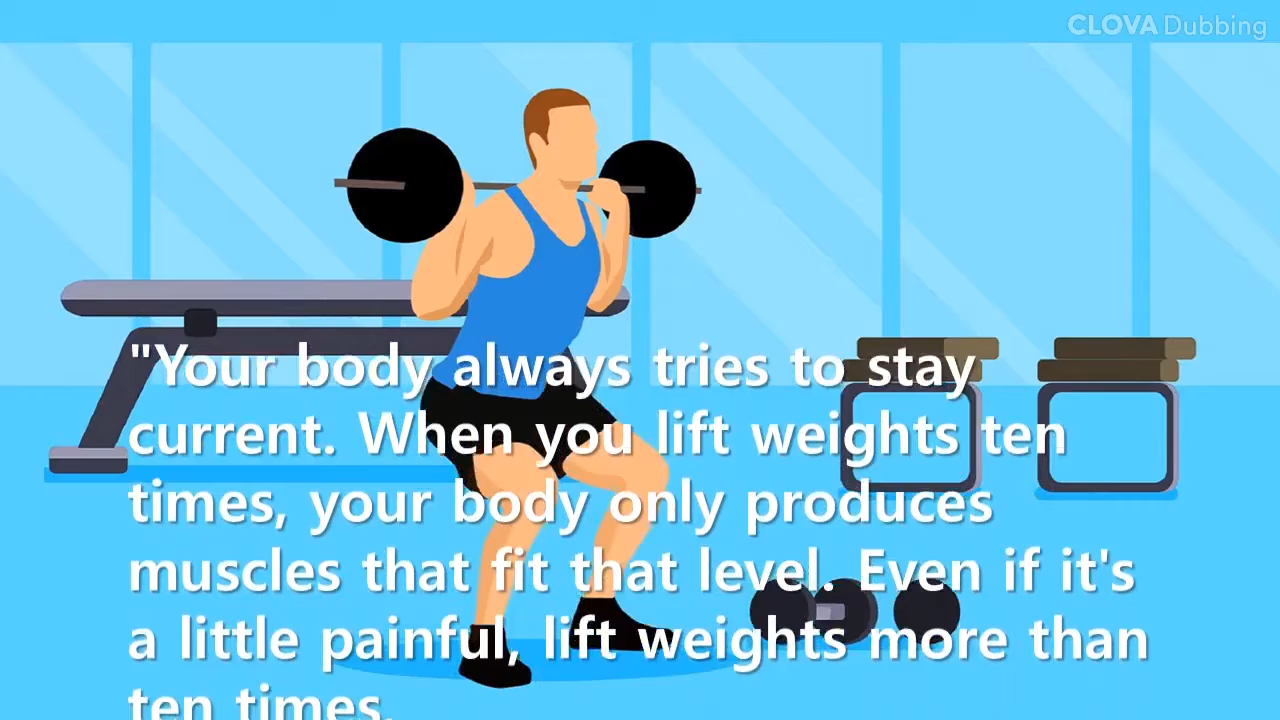 CLOVA Dubbing
"Your body always tries to stay
current. When you lift weights ten
times, your body only produces
muscles that fit that level. Even if it's
a little painful, lift weights more than
ten times.